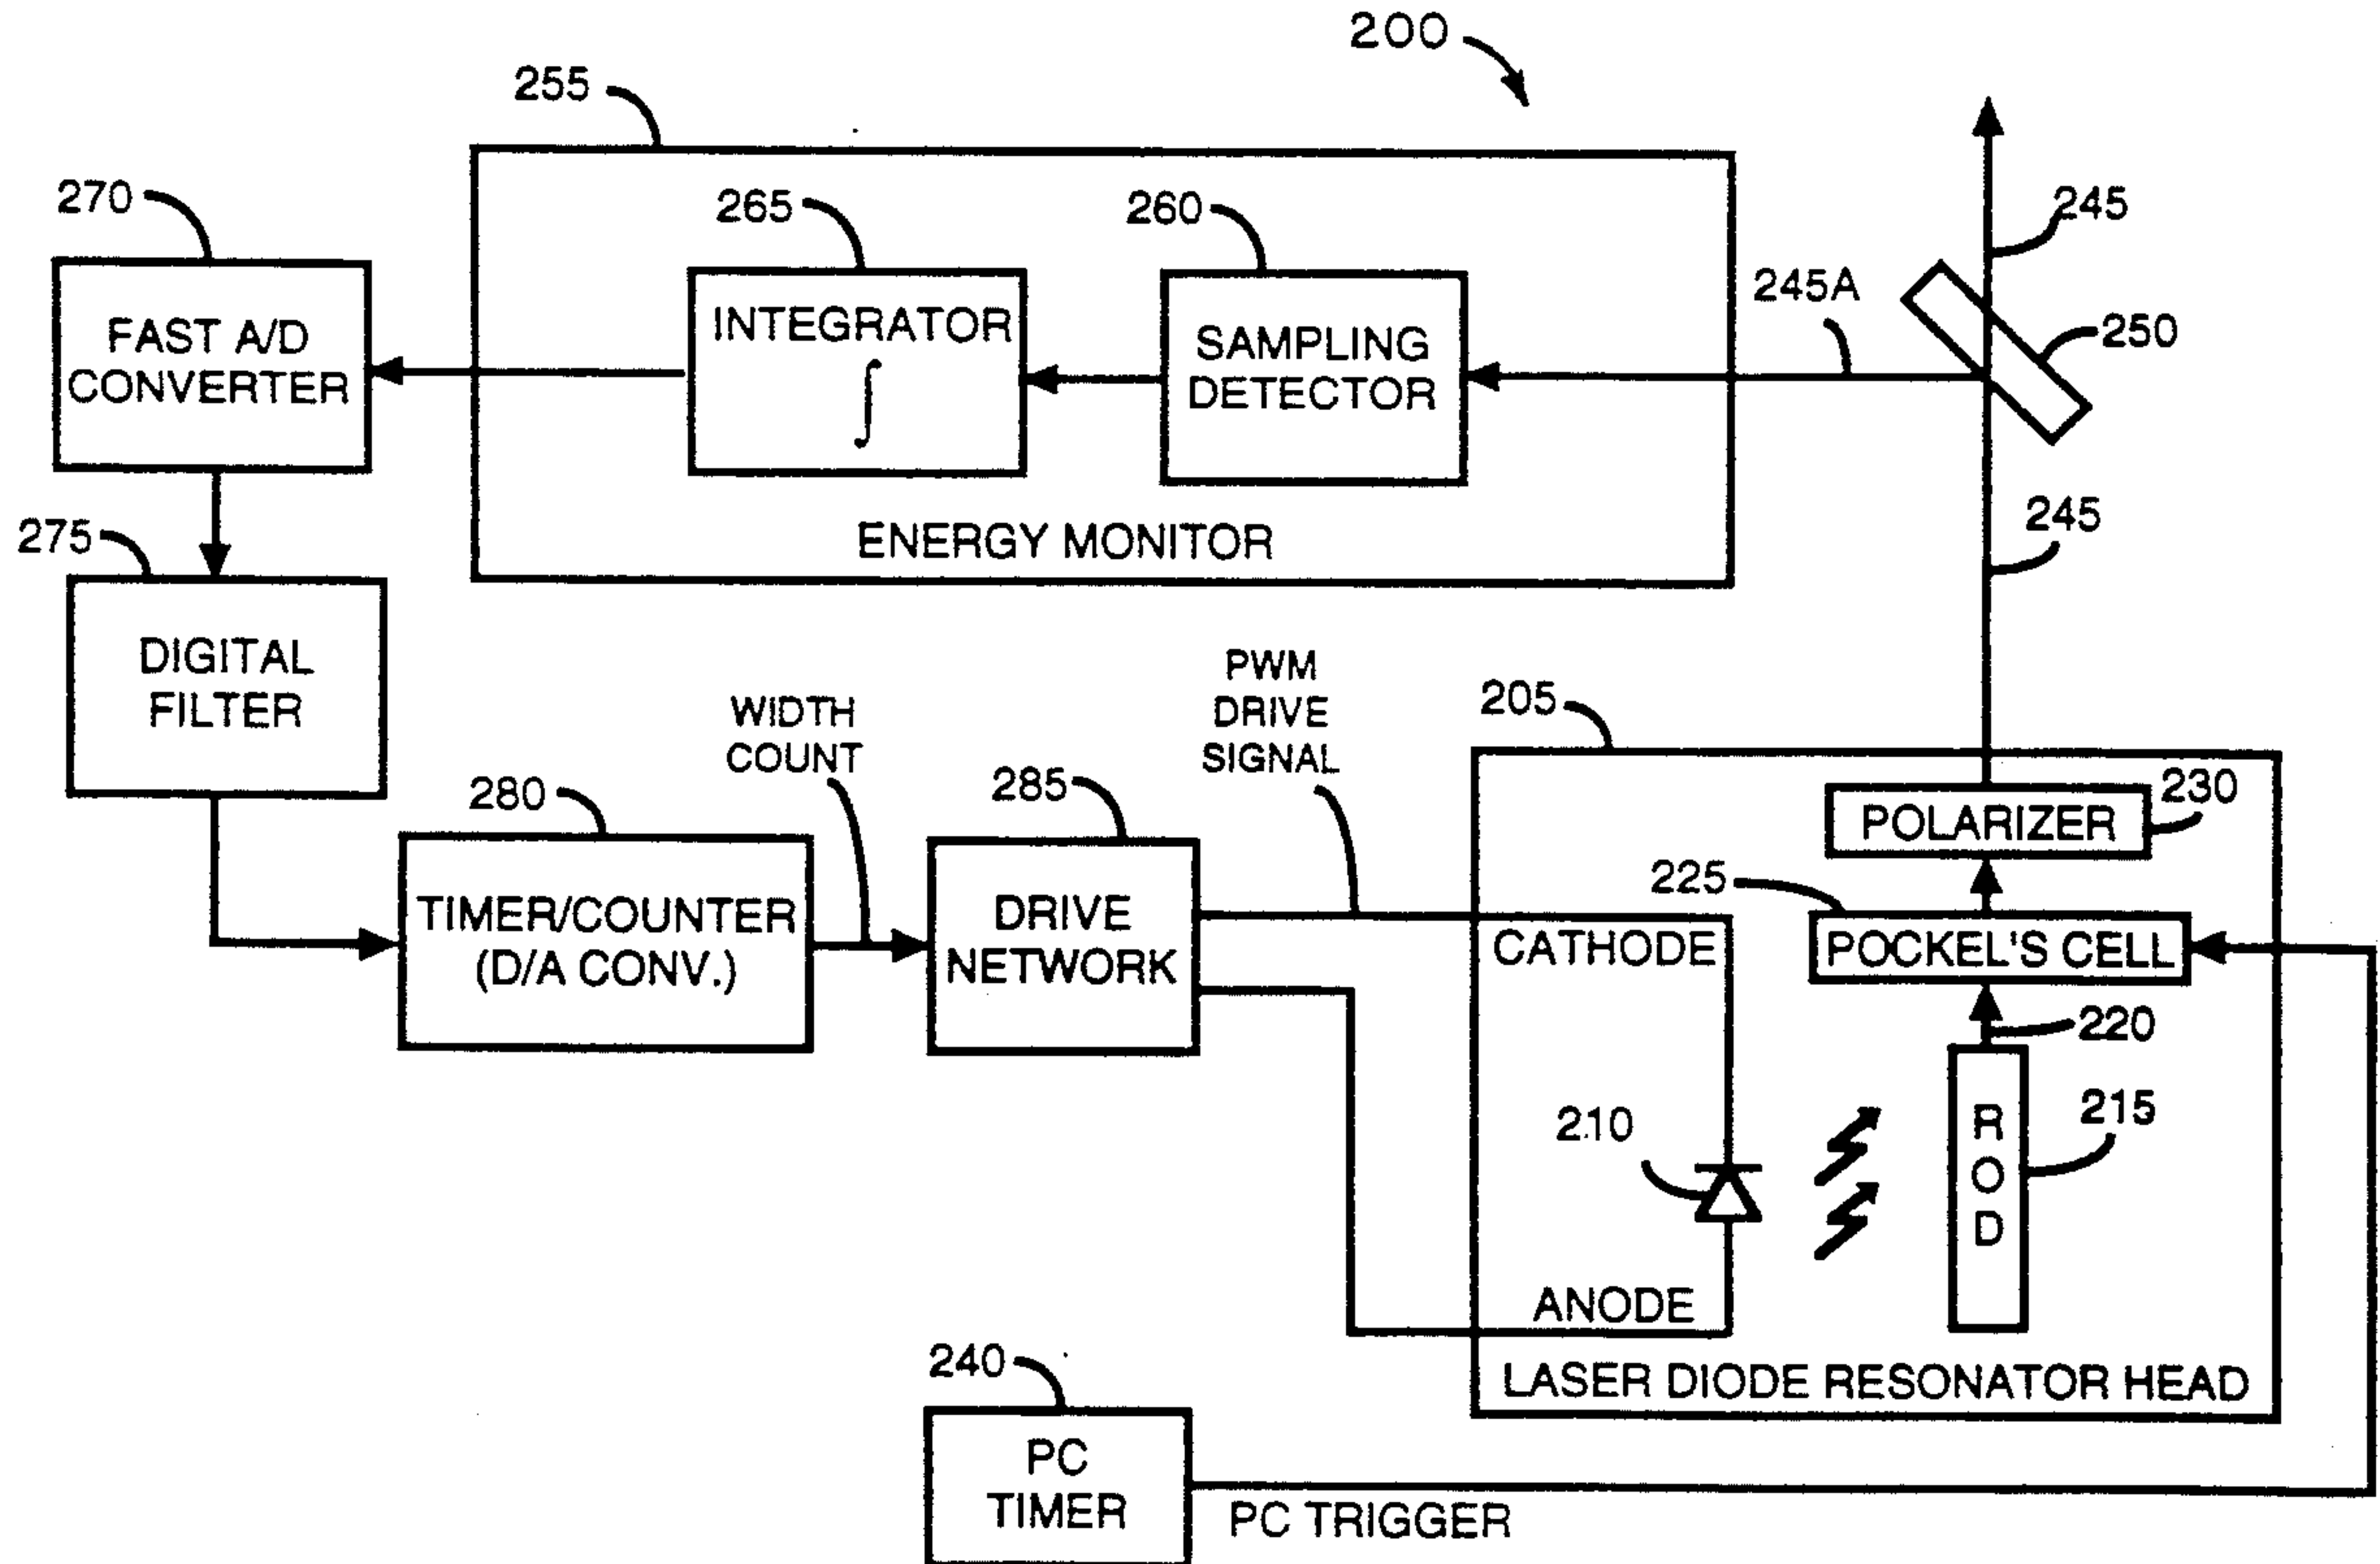 200
255
270
265
260
245
245A
250
FAST A/D
CONVERTER
INTEGRATOR
∫
SAMPLING
DETECTOR
275
ENERGY MONITOR
245
DIGITAL
FILTER
WIDTH
COUNT
PWM
DRIVE
SIGNAL
205
280
285
230
POLARIZER
225
TIMER/COUNTER
(D/A CONV.)
DRIVE
NETWORK
CATHODE
POCKEL'S CELL
220
210
R
O
D
215
ANODE
LASER DIODE RESONATOR HEAD
240
PC
TIMER
PC TRIGGER